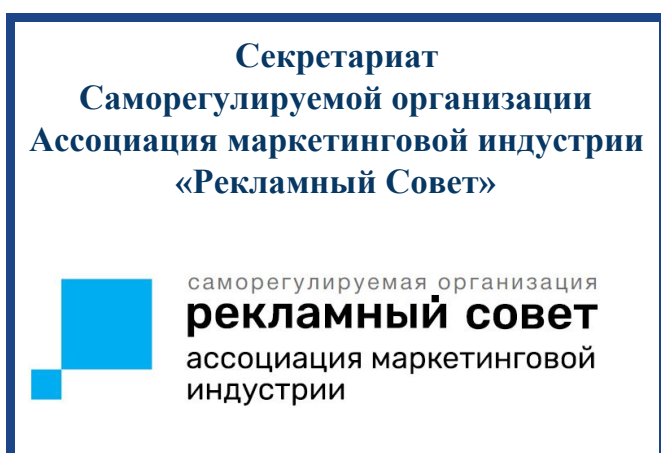 Секретариат
Саморегулируемой организации
Ассоциация маркетинговой индустрии
«Рекламный Совет»
саморегулируемая организация
рекламный совет
ассоциация маркетинговой
индустрии